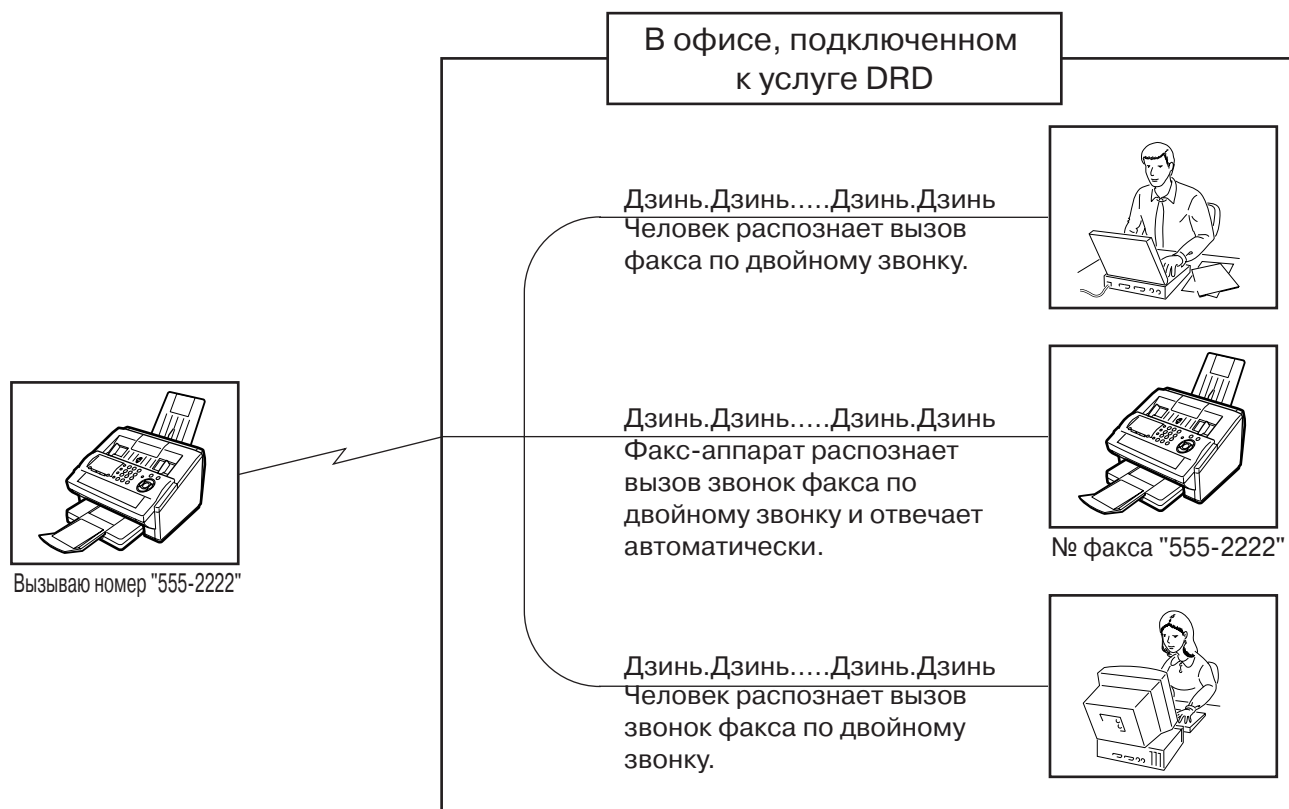 В офисе, подключенном
к услуге DRD
Дзинь.Дзинь.....Дзинь.Дзинь
Человек распознает вызов
факса по двойному звонку.
Дзинь.Дзинь.....Дзинь.Дзинь
Факс-аппарат распознает
вызов звонок факса по
двойному звонку и отвечает
автоматически.
№ факса "555-2222"
Вызываю номер "555-2222"
Дзинь.Дзинь.....Дзинь.Дзинь
Человек распознает вызов
звонок факса по двойному
звонку.